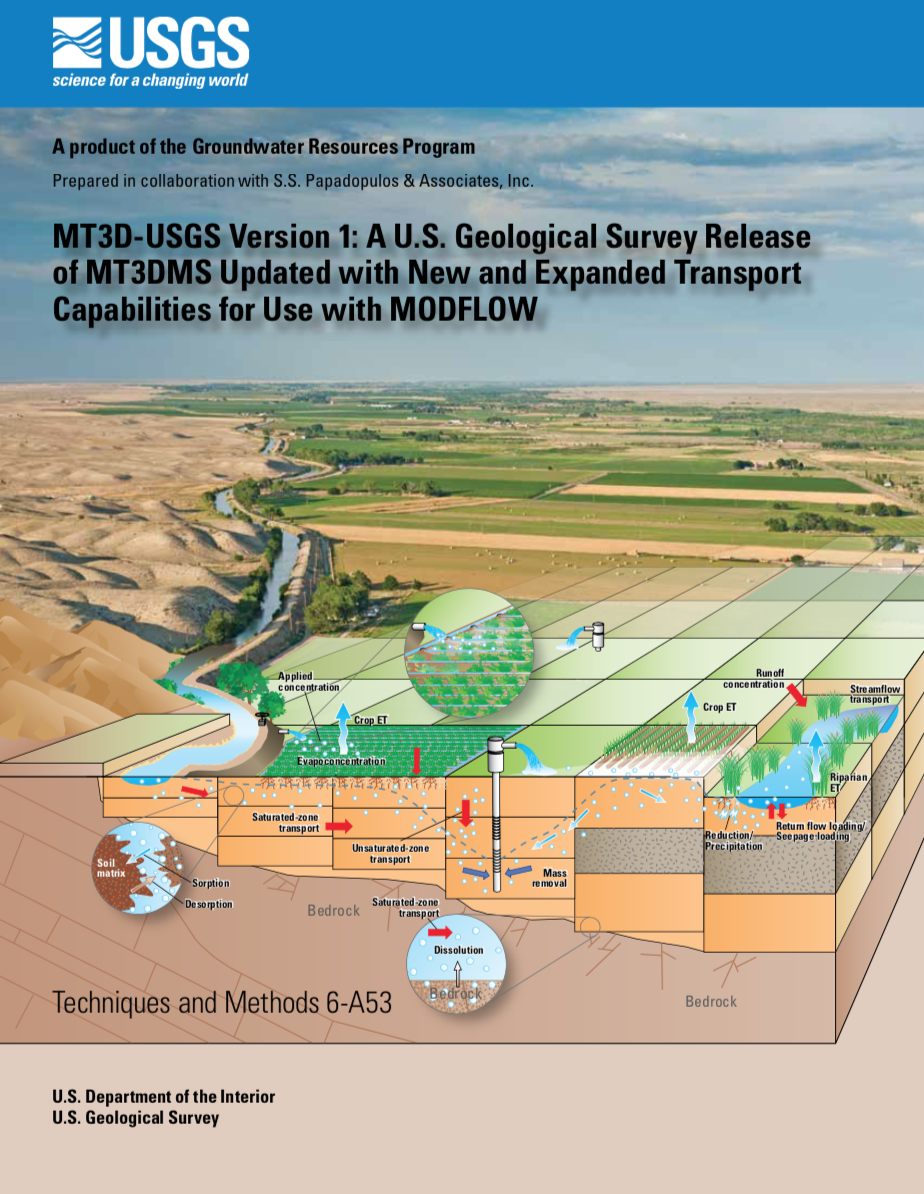 USGS
science for a changing world
A product of the Groundwater Resources Program
Prepared in collaboration with S.S. Papadopulos & Associates, Inc.
MT3D-USGS Version 1: A U.S. Geological Survey Release
of MT3DMS Updated with New and Expanded Transport
Capabilities for Use with MODFLOW
Applied
concentration
Crop ET
Evapoconcentration
Crop ET
Runoff
concentration
Streamflow
transport
Riparian
ET
Saturated-zone
transport
Unsaturated-zone
transport
Reduction/
Precipitation
Return flow loading/
Seepage loading
Soil
matrix
Sorption
Desorption
Mass
removal
Bedrock
Saturated-zone
transport
Dissolution
Bedrock
Bedrock
Techniques and Methods 6-A53
U.S. Department of the Interior
U.S. Geological Survey